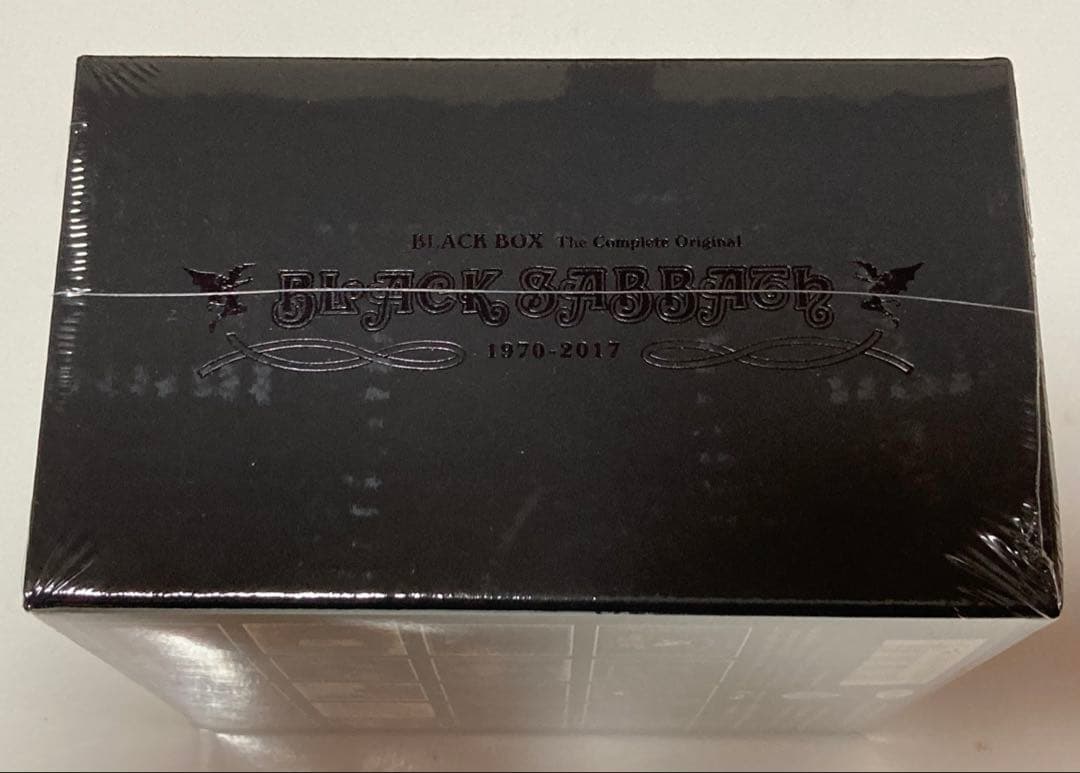 BLACK BOX The Complete Original
BLACK SABBATH
1970-2017